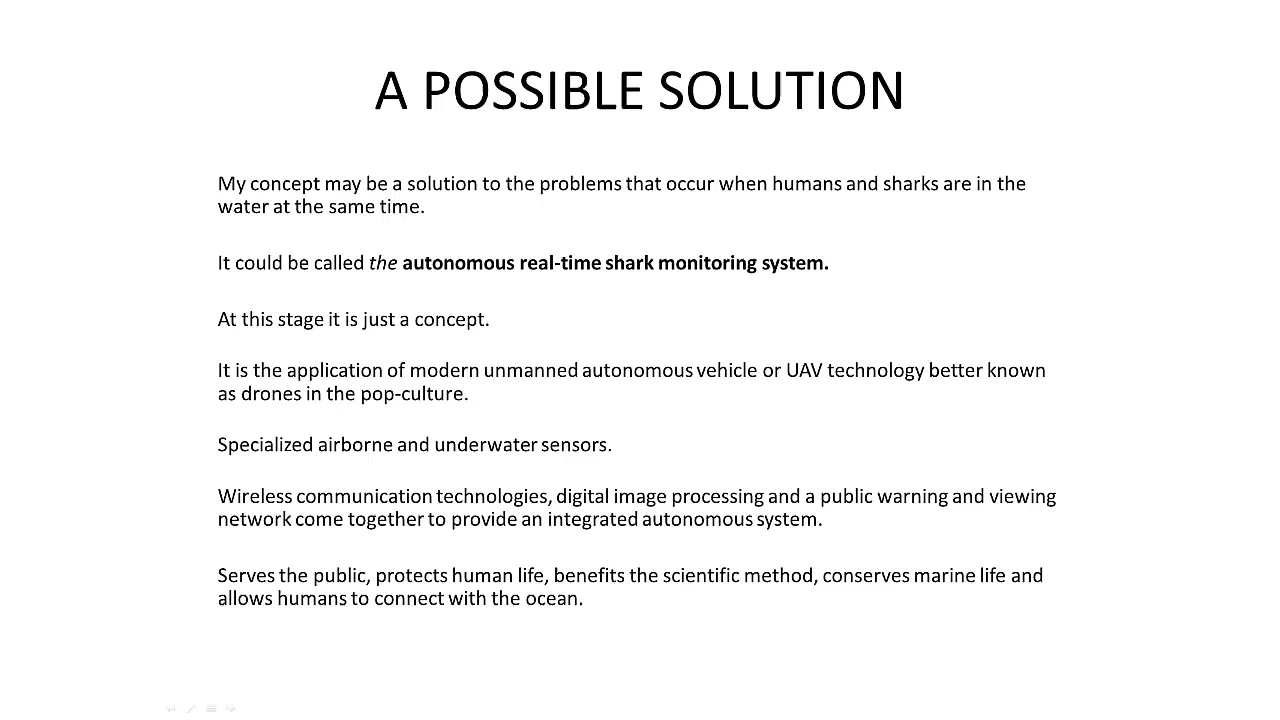 A POSSIBLE SOLUTION
My concept may be a solution to the problems that occur when humans and sharks are in the
water at the same time.
It could be called the autonomous real-time shark monitoring system.
At this stage it is just a concept.
It is the application of modern unmanned autonomous vehicle or UAV technology better known
as drones in the pop-culture.
Specialized airborne and underwater sensors.
Wireless communication technologies, digital image processing and a public warning and viewing
network come together to provide an integrated autonomous system.
Serves the public, protects human life, benefits the scientific method, conserves marine life and
allows humans to connect with the ocean.